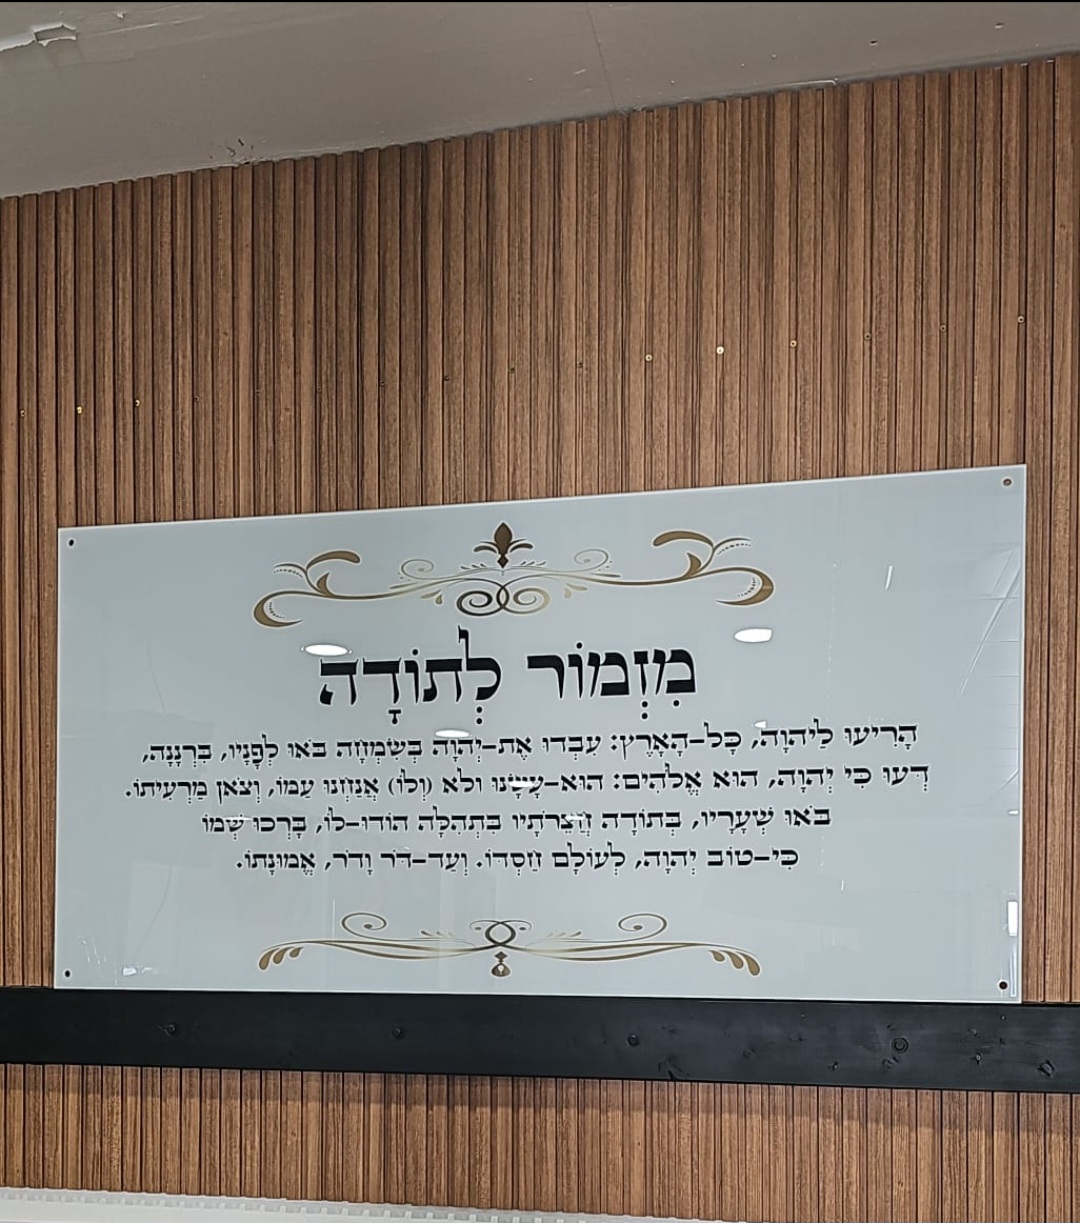 מִזְמוֹר לְתוֹדָה
הָרִיעוּ לַיהוָה, כָּל-הָאָרֶץ: עִבְדוּ אֶת-יְהוָה בְּשִׂמְחָה בֹּאוּ לְפָנָיו, בִּרְנָנָה,
דְּעוּ כִּי יְהוָה, הוּא אֱלֹהִים: הוּא-עָשָׂנוּ ולא (וְלוֹ) אֲנַחְנוּ עַמּוֹ, וְצֹאן מַרְעִיתוֹ.
בֹּאוּ שְׁעָרָיו, בְּתוֹדָה חֲצֵרֹתָיו בִּתְהִלָּה הוֹדוּ-לוֹ, בָּרְכוּ שְׁמוֹ
כִּי-טוֹב יְהוָה, לְעוֹלָם חַסְדּוֹ. וְעַד-דֹּר וָדֹר, אֱמוּנָתוֹ.